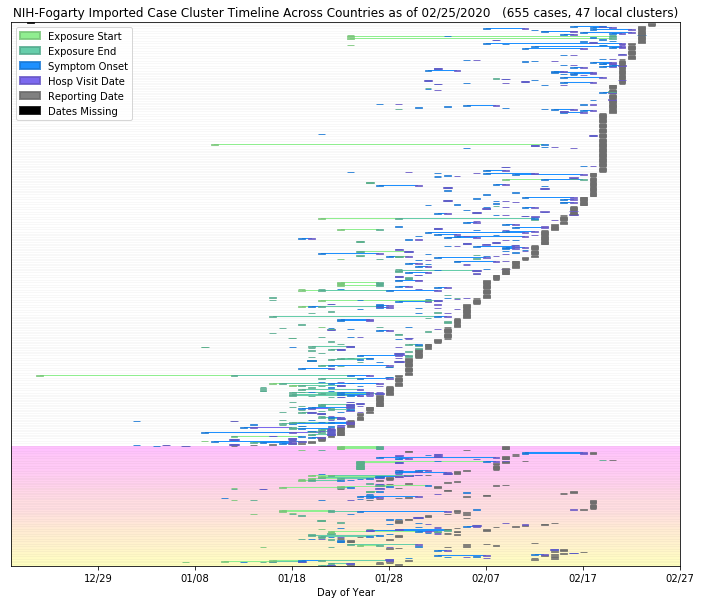 NIH-Fogarty Imported Case Cluster Timeline Across Countries as of 02/25/2020 (655 cases, 47 local clusters)
Exposure Start
Exposure End
Symptom Onset
Hosp Visit Date
Reporting Date
Dates Missing
12/29 01/08 01/18 01/28 02/07 02/17 02/27
Day of Year